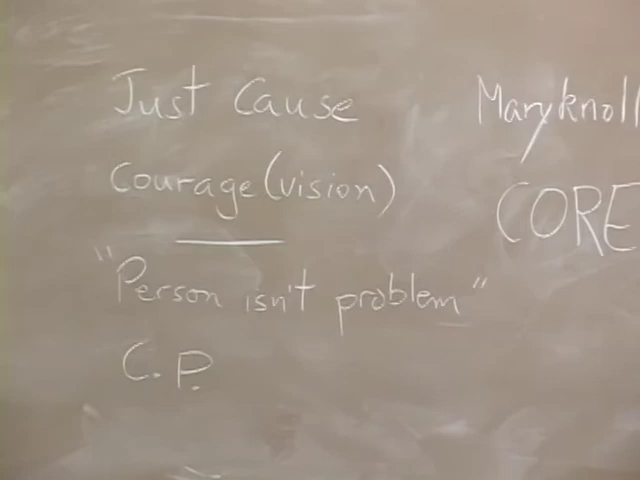 Just Cause
Courage (vision)
"Person isn't problem"
C.P.
Maryknoll
CORE